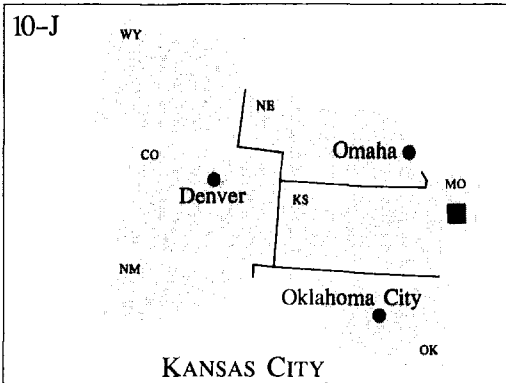 10-J
WY
NE
Omaha
CO
MO
Denver
KS
NM
Oklahoma City
OK
KANSAS CITY